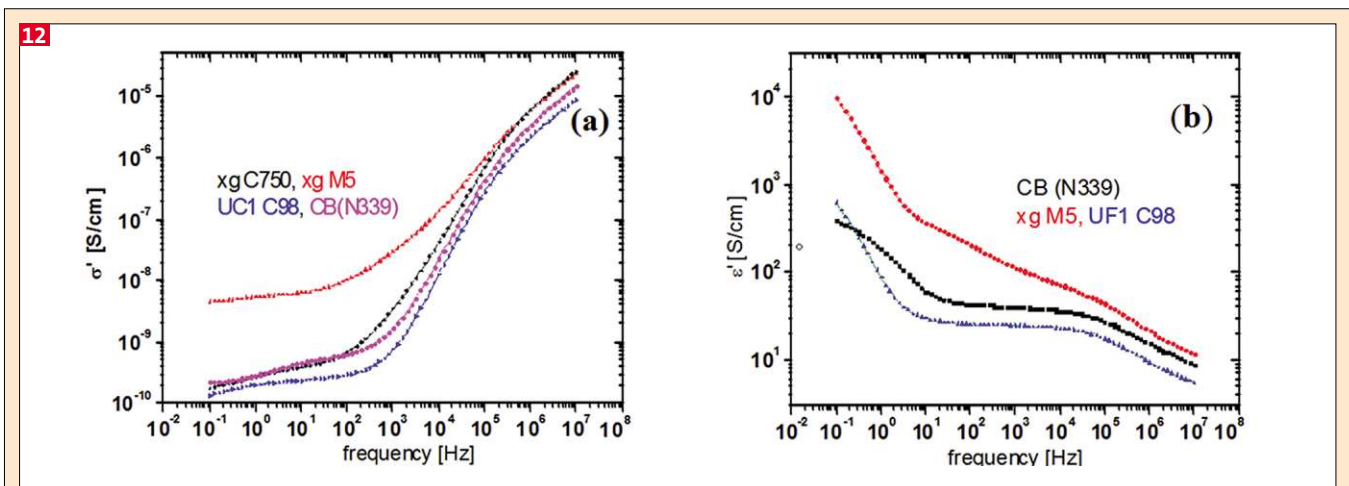 12
10^-5
10^-6
10^-7
10^-8
10^-9
10^-10
σ' [S/cm]
xg C750, xg M5
UC1 C98, CB(N339)
(a)
10^-2 10^-1 10^0 10^1 10^2 10^3 10^4 10^5 10^6 10^7 10^8
frequency [Hz]
10^4
10^3
10^2
10^1
ε' [S/cm]
(b)
CB (N339)
xg M5, UF1 C98
10^-2 10^-1 10^0 10^1 10^2 10^3 10^4 10^5 10^6 10^7 10^8
frequency [Hz]